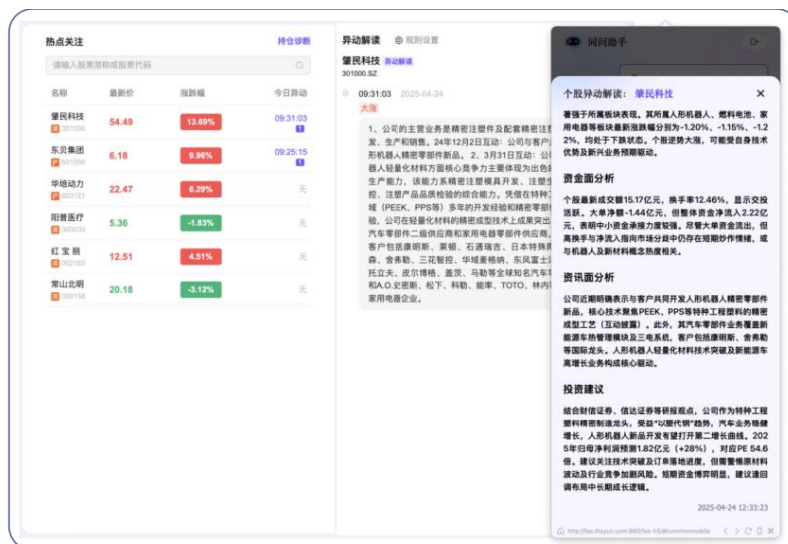 热点关注
持仓诊断
请输入股票简称或股票代码
名称 最新价 涨跌幅 今日异动
肇民科技 54.49 13.69% 09:31:03
301000 1
东贝集团 6.18 9.96% 09:25:15
601956 1
华培动力 22.47 6.29% 无
603121
阳普医疗 5.36 -1.83% 无
300030
红 宝 丽 12.51 4.51% 无
002165
常山北明 20.18 -3.12% 无
000158
异动解读 规则设置
肇民科技 异动解读
301000.SZ
09:31:03 2025-04-24
大涨
1、公司的主营业务是精密注塑件及配套精密注
发、生产和销售。24年12月2日互动：公司与客户
形机器人精密零部件新品。 2、3月31日互动：公
器人轻量化材料方面核心竞争力主要体现为出色
生产能力，该能力系精密注塑模具开发、注塑生
控、注塑产品品质检验的综合能力。凭借在特种
域（PEEK、PPS等）多年的开发经验和精密零部
验，公司在轻量化材料的精密成型技术上成果突出
汽车零部件二级供应商和家用电器零部件供应商。
客户包括康明斯、莱顿、石通瑞吉、日本特殊
森、舍弗勒、三花智控、华域麦格纳、东风富士
托立夫、皮尔博格、盖茨、马勒等全球知名汽车
和A.O.史密斯、松下、科勒、能率、TOTO、林内
家用电器企业。
同问助手
个股异动解读： 肇民科技
著强于所属板块表现。其所属人形机器人、燃料电池、家
用电器等板块最新涨跌幅分别为-1.20%、-1.15%、-1.2
2%，均处于下跌状态。个股逆势大涨，可能受自身技术
优势及新兴业务预期驱动。
资金面分析
个股最新成交额15.17亿元，换手率12.46%，显示交投
活跃。大单净额-1.44亿元，但整体资金净流入2.22亿
元，表明中小资金承接力度较强。尽管大单资金流出，但
高换手与净流入指向市场分歧中仍存在短期炒作情绪，或
与机器人及新材料概念热度相关。
资讯面分析
公司近期明确表示与客户共同开发人形机器人精密零部件
新品，核心技术聚焦PEEK、PPS等特种工程塑料的精密
成型工艺（互动披露）。此外，其汽车零部件业务覆盖新
能源车热管理模块及三电系统，客户包括康明斯、舍弗勒
等国际龙头。人形机器人轻量化材料技术突破及新能源车
高增长业务构成核心驱动。
投资建议
结合财信证券、信达证券等研报观点，公司作为特种工程
塑料精密制造龙头，受益“以塑代钢”趋势，汽车业务稳健
增长，人形机器人新品开发有望打开第二增长曲线。202
5年归母净利润预测1.82亿元（+28%），对应PE 54.6
倍。建议关注技术突破及订单落地进度，但需警惕原材料
波动及行业竞争加剧风险。短期资金博弈明显，建议逢回
调布局中长期成长逻辑。
2025-04-24 12:33:23